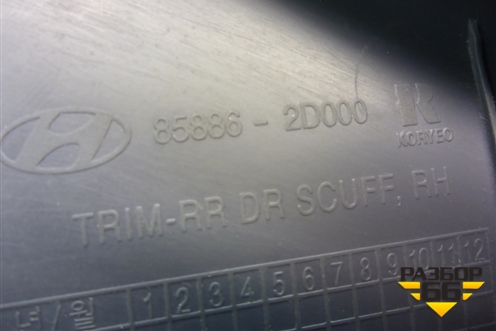 85886 - 2D000
KORYEO
TRIM-RR DR SCUFF, RH
년/월 1 2 3 4 5 6 7 8 9 10 11 12
РАЗБОР
66